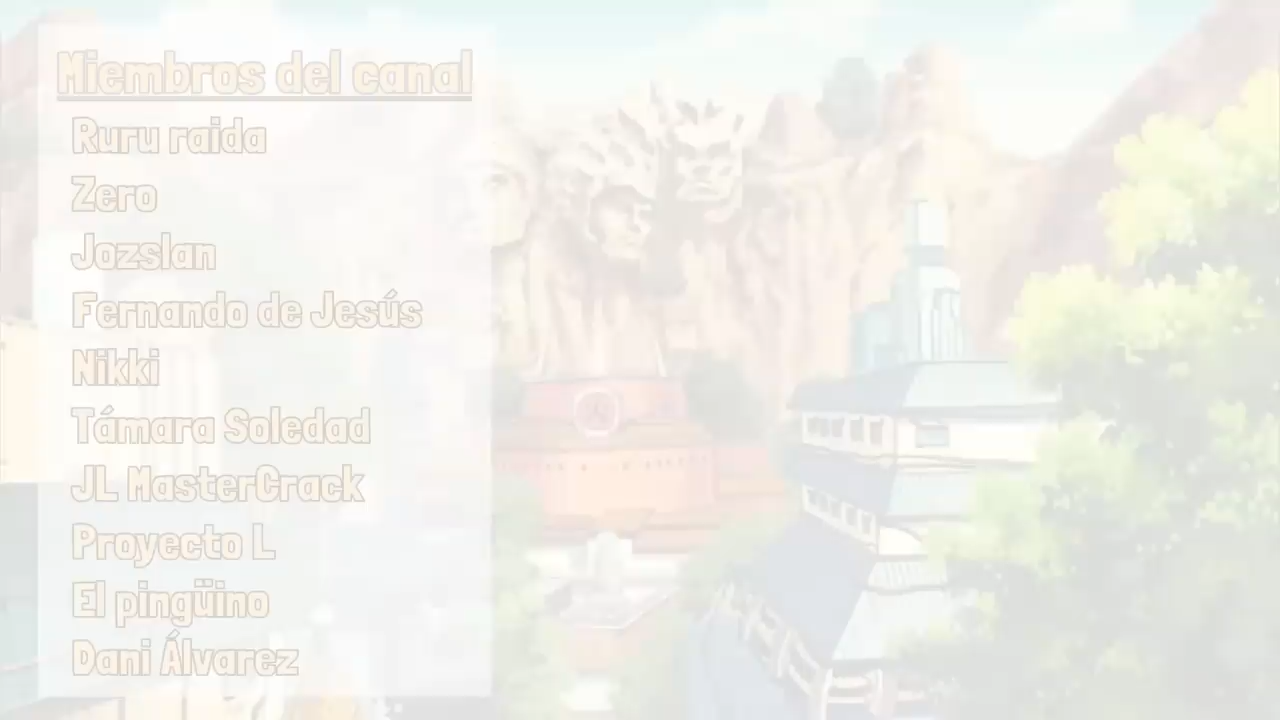 Miembros del canal
Ruru raida
Zero
Jozslan
Fernando de Jesús
Nikki
Támara Soledad
JL MasterCrack
Proyecto L
El pingüino
Dani Álvarez